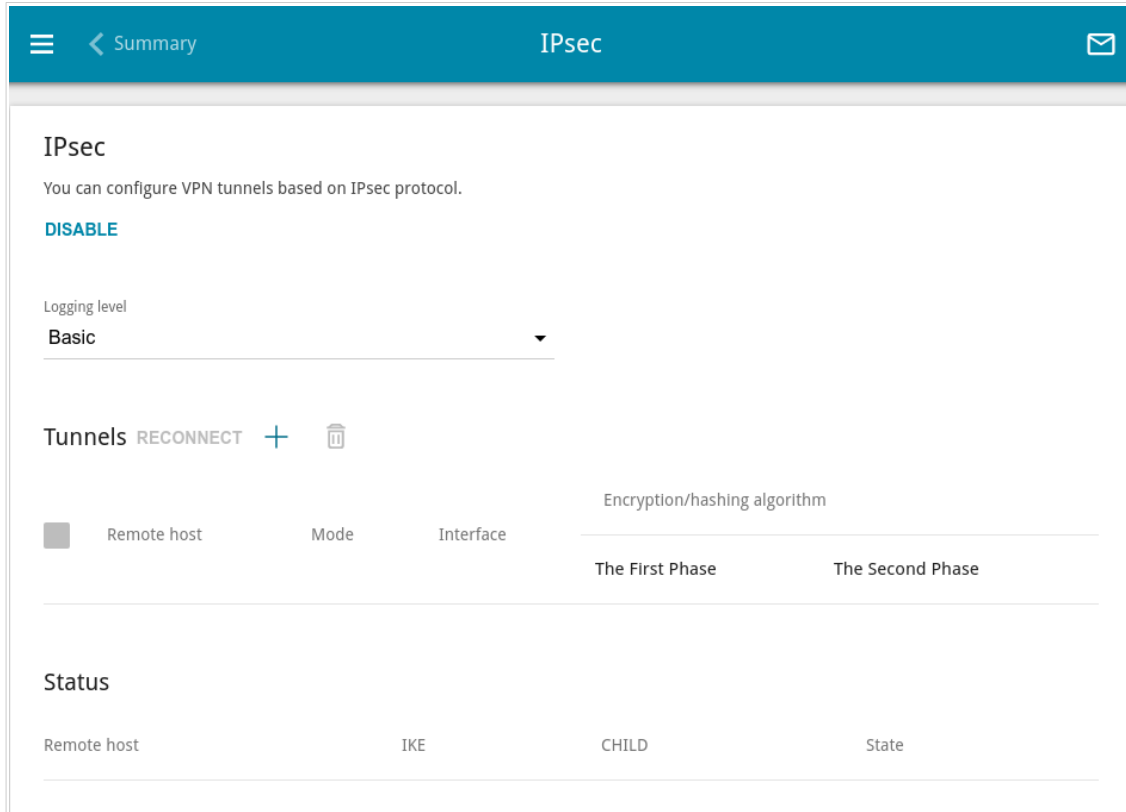 Summary
IPsec
IPsec
You can configure VPN tunnels based on IPsec protocol.
DISABLE
Logging level
Basic
Tunnels RECONNECT
Encryption/hashing algorithm
Remote host Mode Interface
The First Phase The Second Phase
Status
Remote host IKE CHILD State